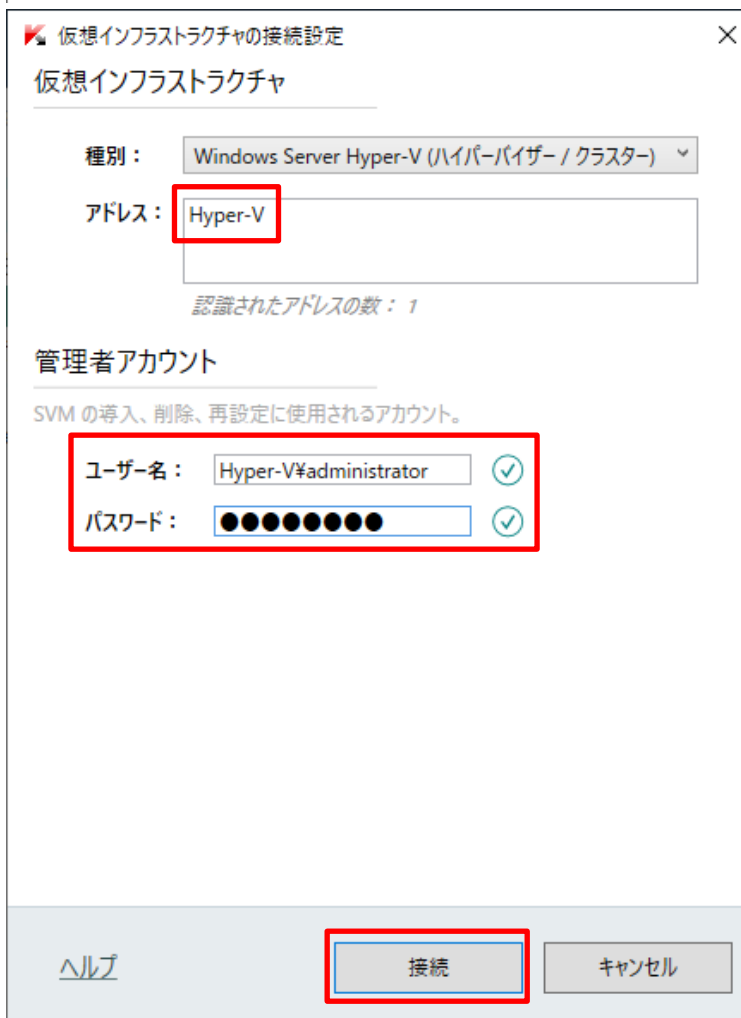 仮想インフラストラクチャの接続設定
仮想インフラストラクチャ
種別： Windows Server Hyper-V (ハイパーバイザー / クラスター)
アドレス： Hyper-V
認識されたアドレスの数： 1
管理者アカウント
SVM の導入、削除、再設定に使用されるアカウント。
ユーザー名： Hyper-V¥administrator
パスワード： ●●●●●●●●
ヘルプ 接続 キャンセル